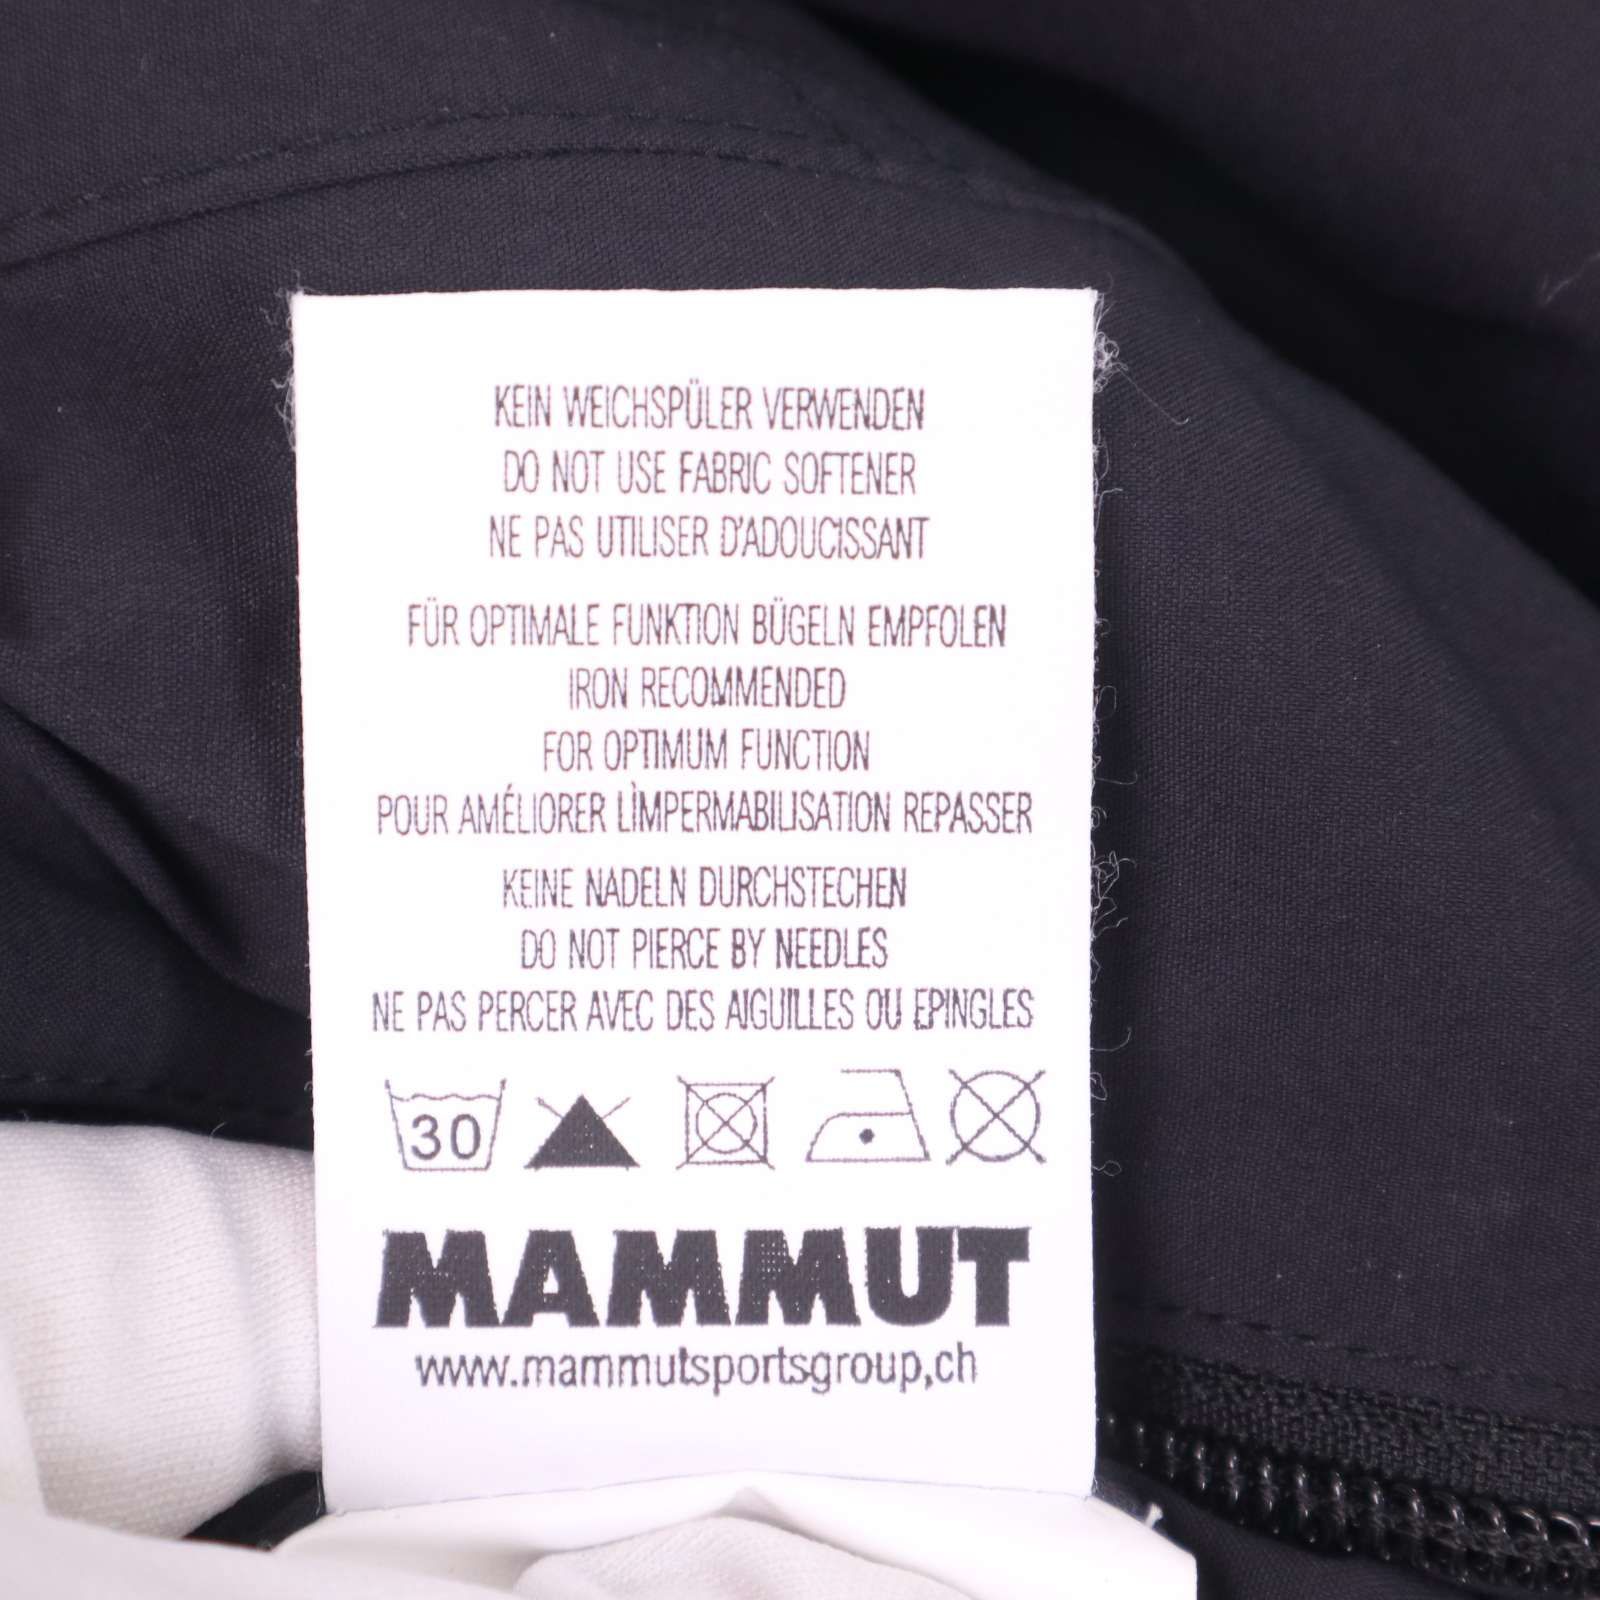 KEIN WEICHSPÜLER VERWENDEN
DO NOT USE FABRIC SOFTENER
NE PAS UTILISER D'ADOUCISSANT
FÜR OPTIMALE FUNKTION BÜGELN EMPFOLEN
IRON RECOMMENDED
FOR OPTIMUM FUNCTION
POUR AMÉLIORER L`IMPERMABILISATION REPASSER
KEINE NADELN DURCHSTECHEN
DO NOT PIERCE BY NEEDLES
NE PAS PERCER AVEC DES AIGUILLES OU EPINGLES
30
MAMMUT
www.mammutsportsgroup.ch